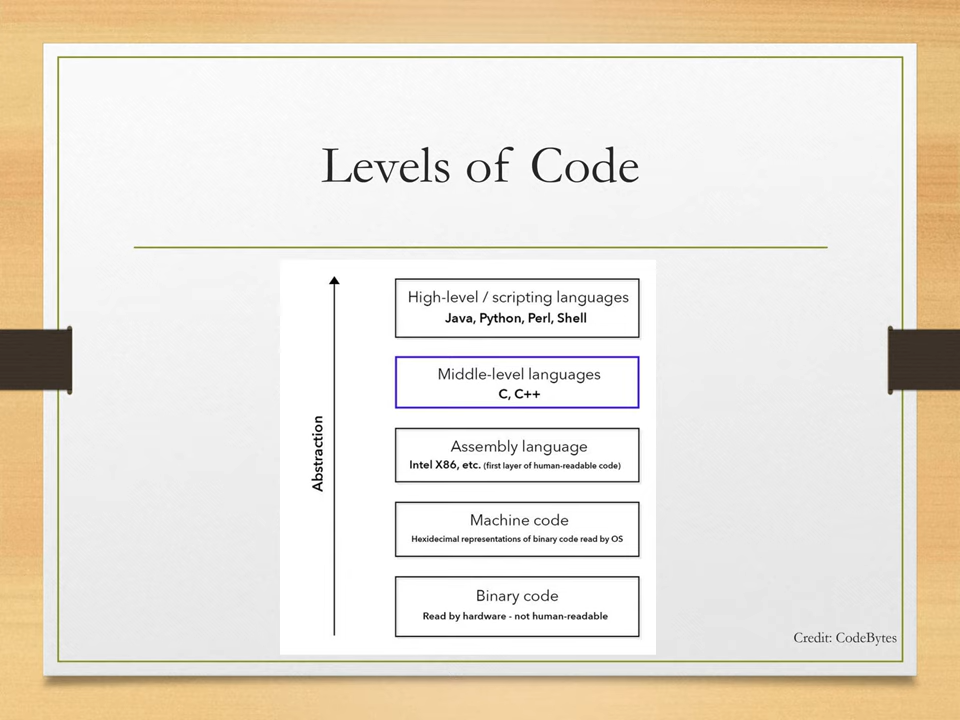 Levels of Code
High-level / scripting languages
Java, Python, Perl, Shell
Middle-level languages
C, C++
Abstraction
Assembly language
Intel X86, etc. (first layer of human-readable code)
Machine code
Hexidecimal representations of binary code read by OS
Binary code
Read by hardware - not human-readable
Credit: CodeBytes